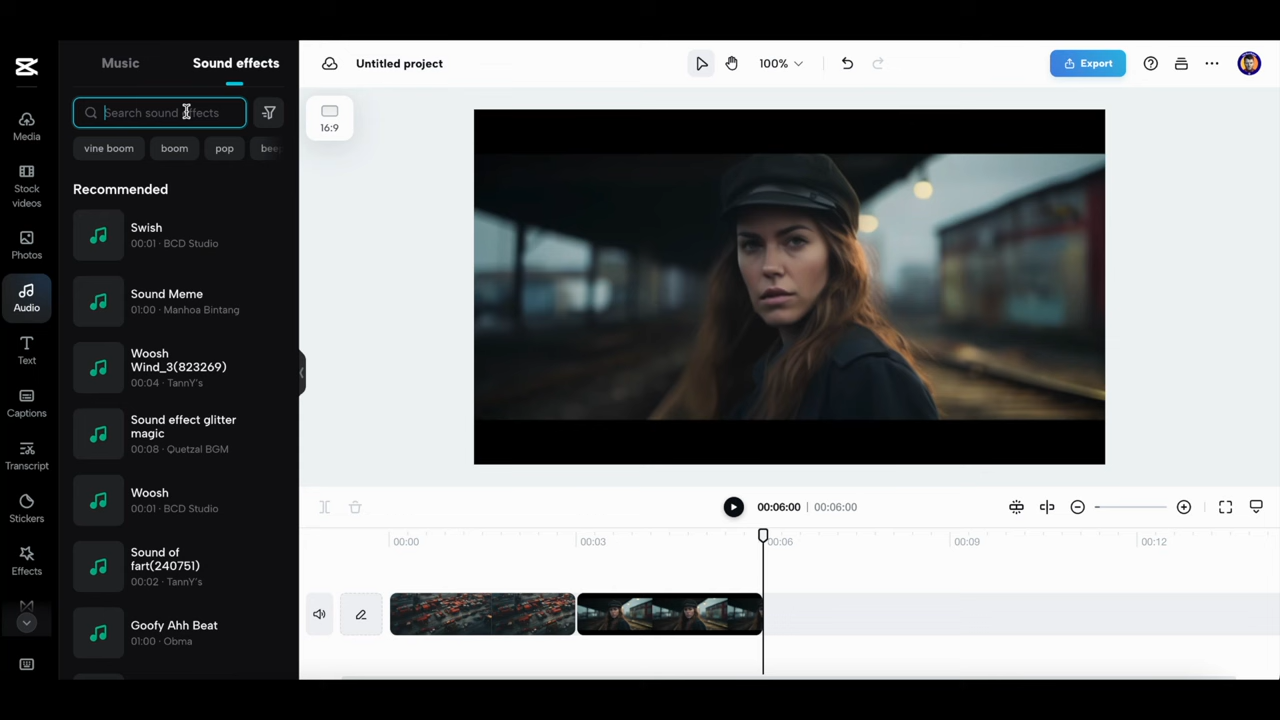 Music
Sound effects
Untitled project
100%
Export
Search sound effects
16:9
Media
vine boom
boom
pop
bee
Stock
videos
Recommended
Swish
00:01 · BCD Studio
Photos
Sound Meme
01:00 · Manhoa Bintang
Audio
Woosh
Wind_3(823269)
00:04 · TannY's
Text
Captions
Sound effect glitter
magic
00:08 · Quetzal BGM
Transcript
Woosh
00:01 · BCD Studio
Stickers
Sound of
fart(240751)
00:02 · TannY's
Effects
Goofy Ahh Beat
01:00 · Obma
00:06:00 | 00:06:00
00:00
00:03
00:06
00:09
00:12